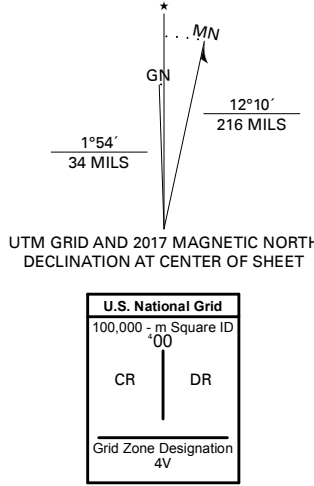 ★
MN
GN
12°10´
216 MILS
1°54´
34 MILS
UTM GRID AND 2017 MAGNETIC NORTH
DECLINATION AT CENTER OF SHEET
U.S. National Grid
100,000 - m Square ID
⁴00
CR DR
Grid Zone Designation
4V